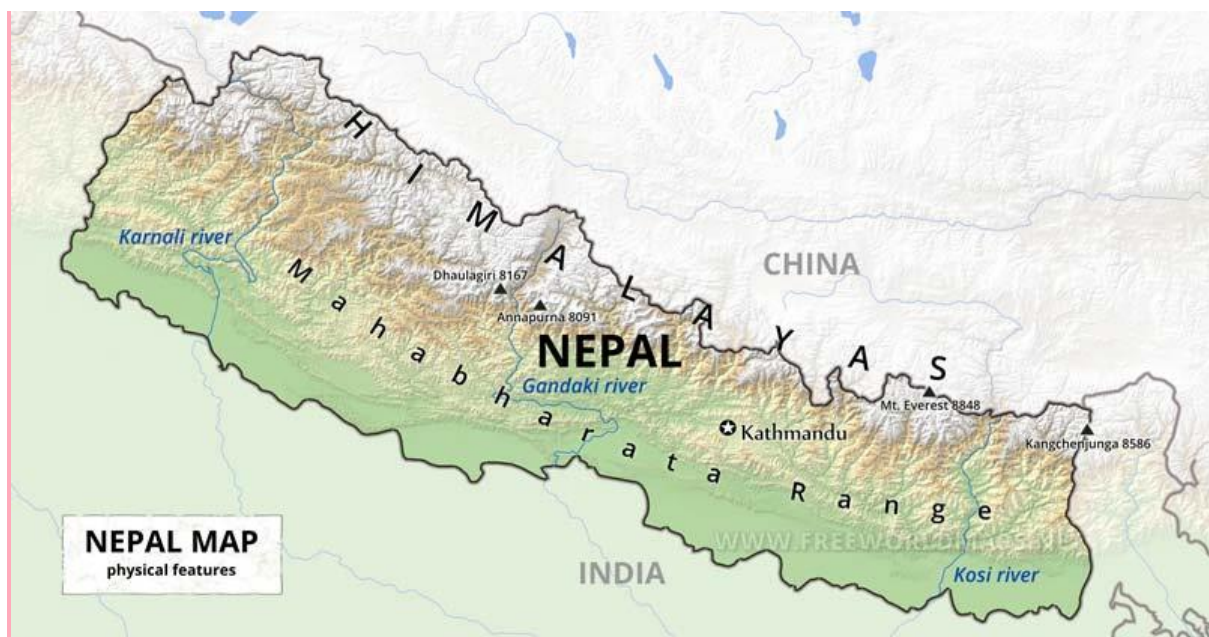 HIMALAYAS
CHINA
Karnali river
Dhaulagiri 8167
Annapurna 8091
Mahabharata Range
NEPAL
Gandaki river
Mt. Everest 8848
Kathmandu
Kangchenjunga 8586
NEPAL MAP
physical features
WWW.FREEWORLDMAPS.NET
INDIA
Kosi river